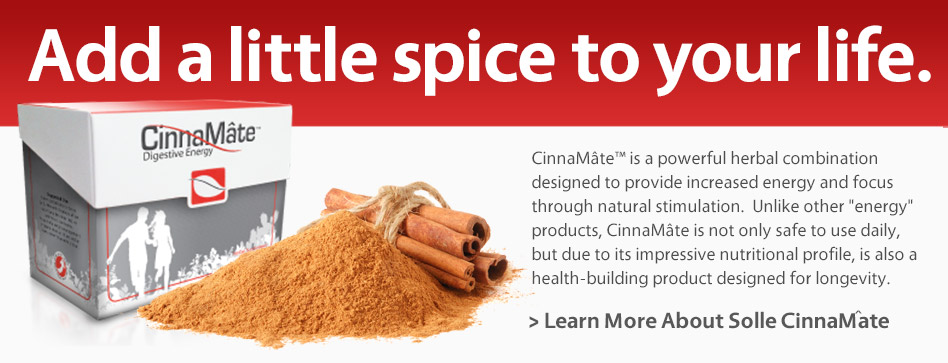 Add a little spice to your life.
CinnaMâte™
Digestive Energy
CinnaMâte™ is a powerful herbal combination
designed to provide increased energy and focus
through natural stimulation.  Unlike other "energy"
products, CinnaMâte is not only safe to use daily,
but due to its impressive nutritional profile, is also a
health-building product designed for longevity.
> Learn More About Solle CinnaMâte